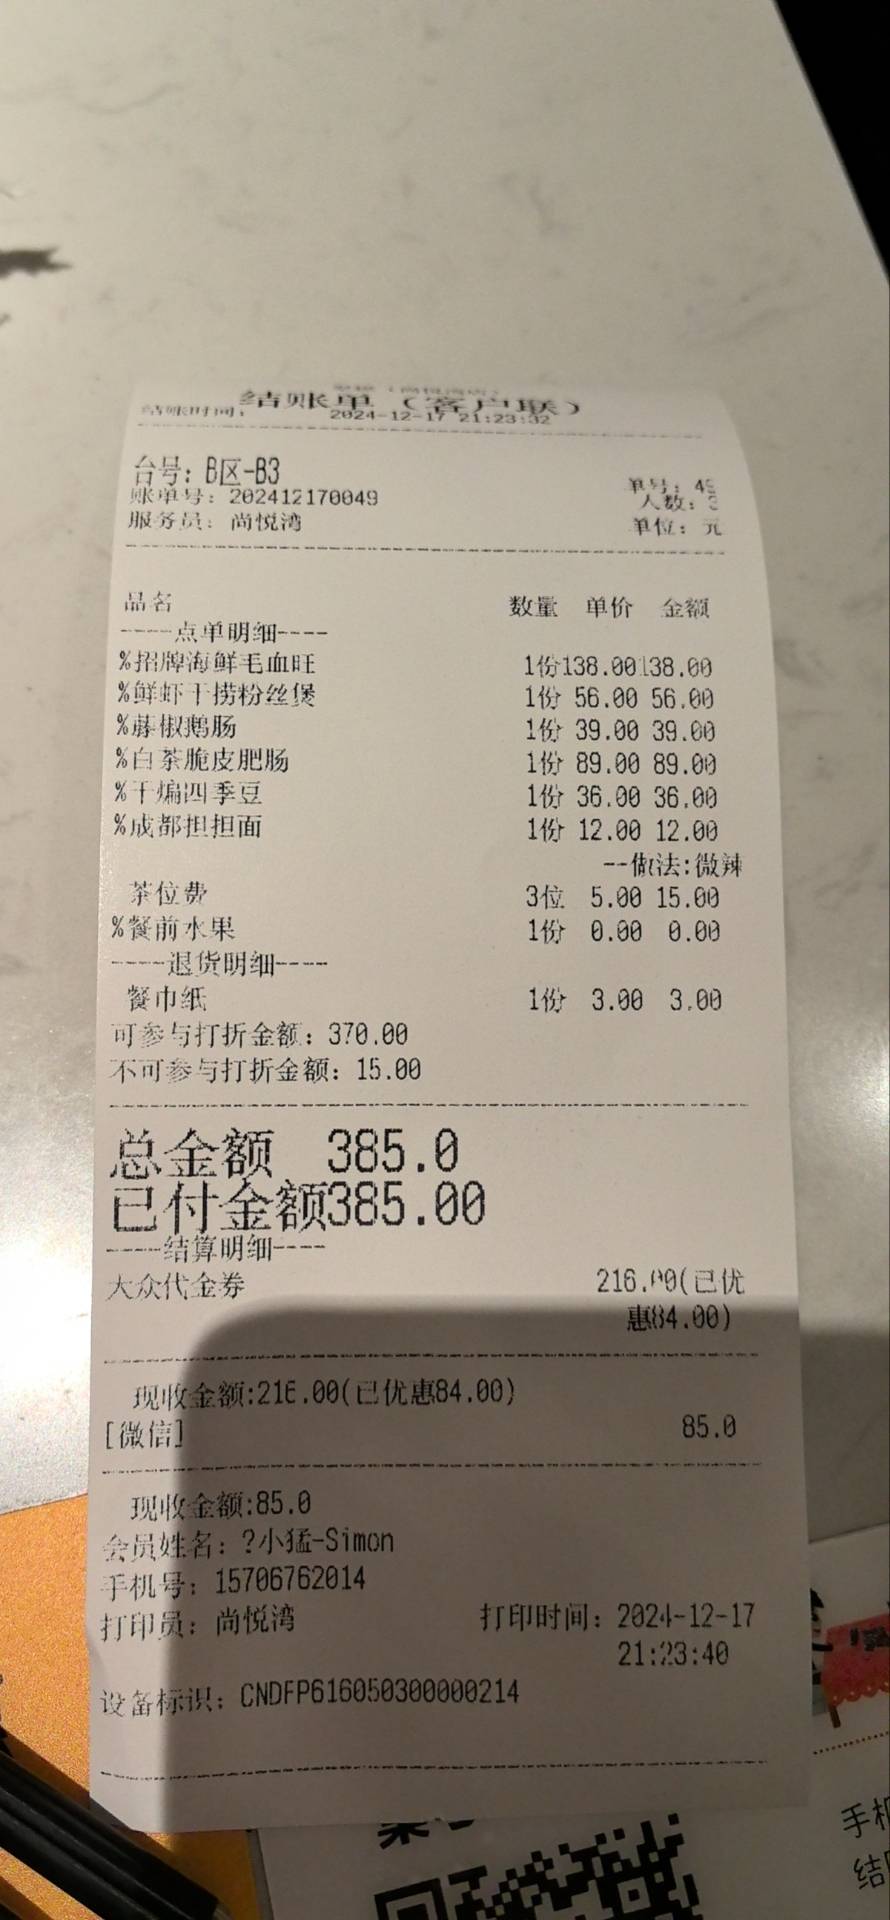 结账单（客户联）
结账时间： 2024-12-17 21:23:32
台号：B区-B3
单号：49
账单号：202412170049
人数：3
服务员：尚悦湾
单位：元
品名 数量 单价 金额
----点单明细----
%招牌海鲜毛血旺 1份 138.00 138.00
%鲜虾干捞粉丝煲 1份 56.00 56.00
%藤椒鹅肠 1份 39.00 39.00
%白茶脆皮肥肠 1份 89.00 89.00
%干煸四季豆 1份 36.00 36.00
%成都担担面 1份 12.00 12.00
--做法:微辣
茶位费 3位 5.00 15.00
%餐前水果 1份 0.00 0.00
----退货明细----
餐巾纸 1份 3.00 3.00
可参与打折金额：370.00
不可参与打折金额：15.00
总金额 385.0
已付金额385.00
----结算明细----
大众代金券 216.00(已优
惠84.00)
现收金额:216.00(已优惠84.00)
[微信] 85.0
现收金额:85.0
会员姓名：?小猛-Simon
手机号：15706762014
打印员：尚悦湾 打印时间：2024-12-17
21:23:40
设备标识：CNDFP616050300000214
手机